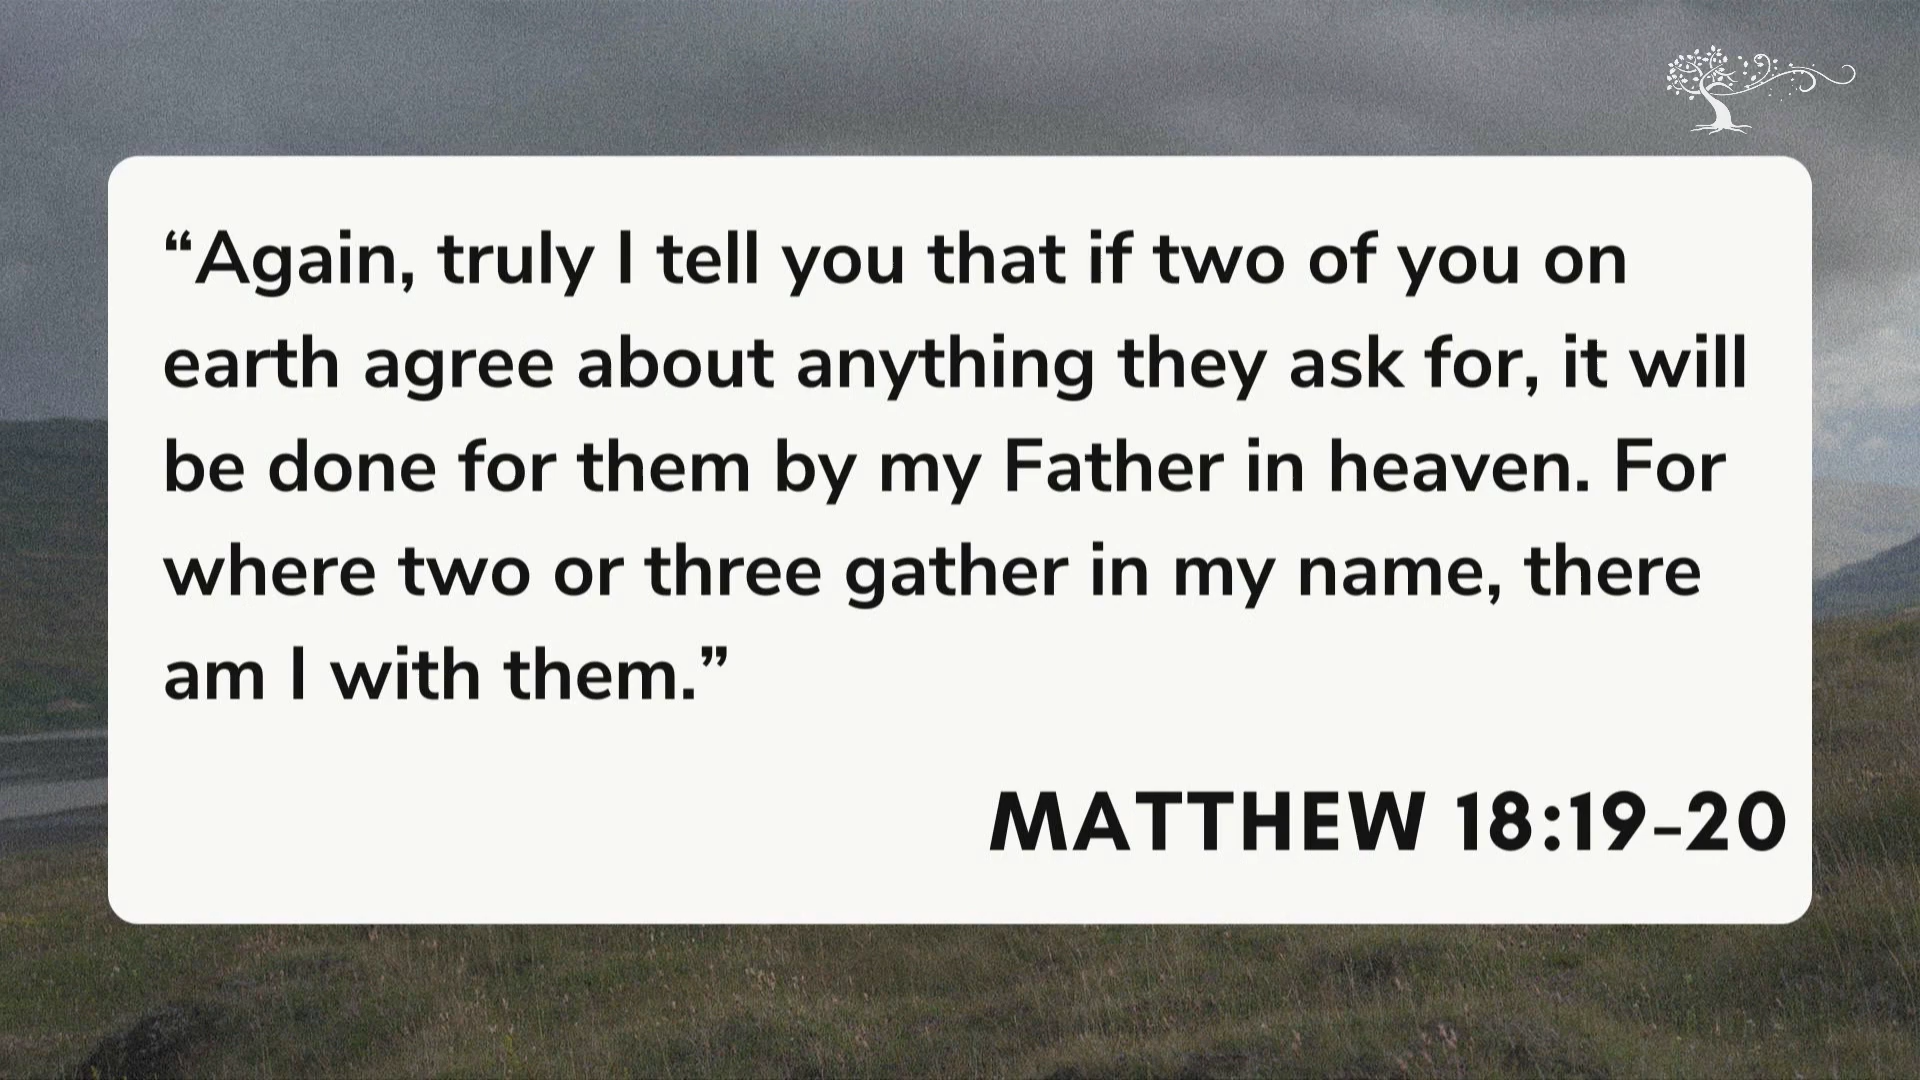 “Again, truly I tell you that if two of you on
earth agree about anything they ask for, it will
be done for them by my Father in heaven. For
where two or three gather in my name, there
am I with them.”
MATTHEW 18:19-20